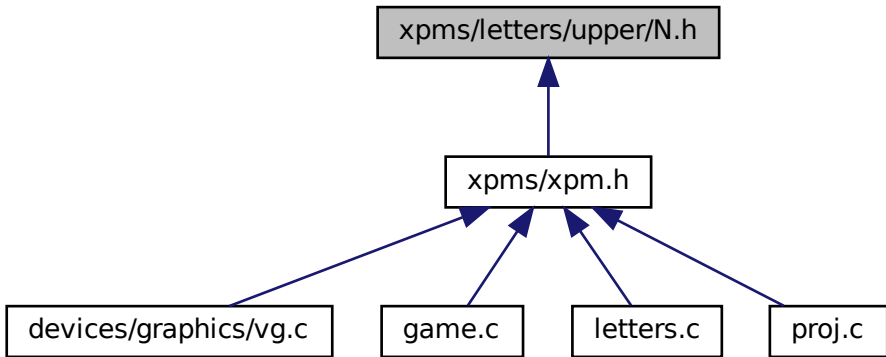 xpms/letters/upper/N.h
xpms/xpm.h
devices/graphics/vg.c
game.c
letters.c
proj.c